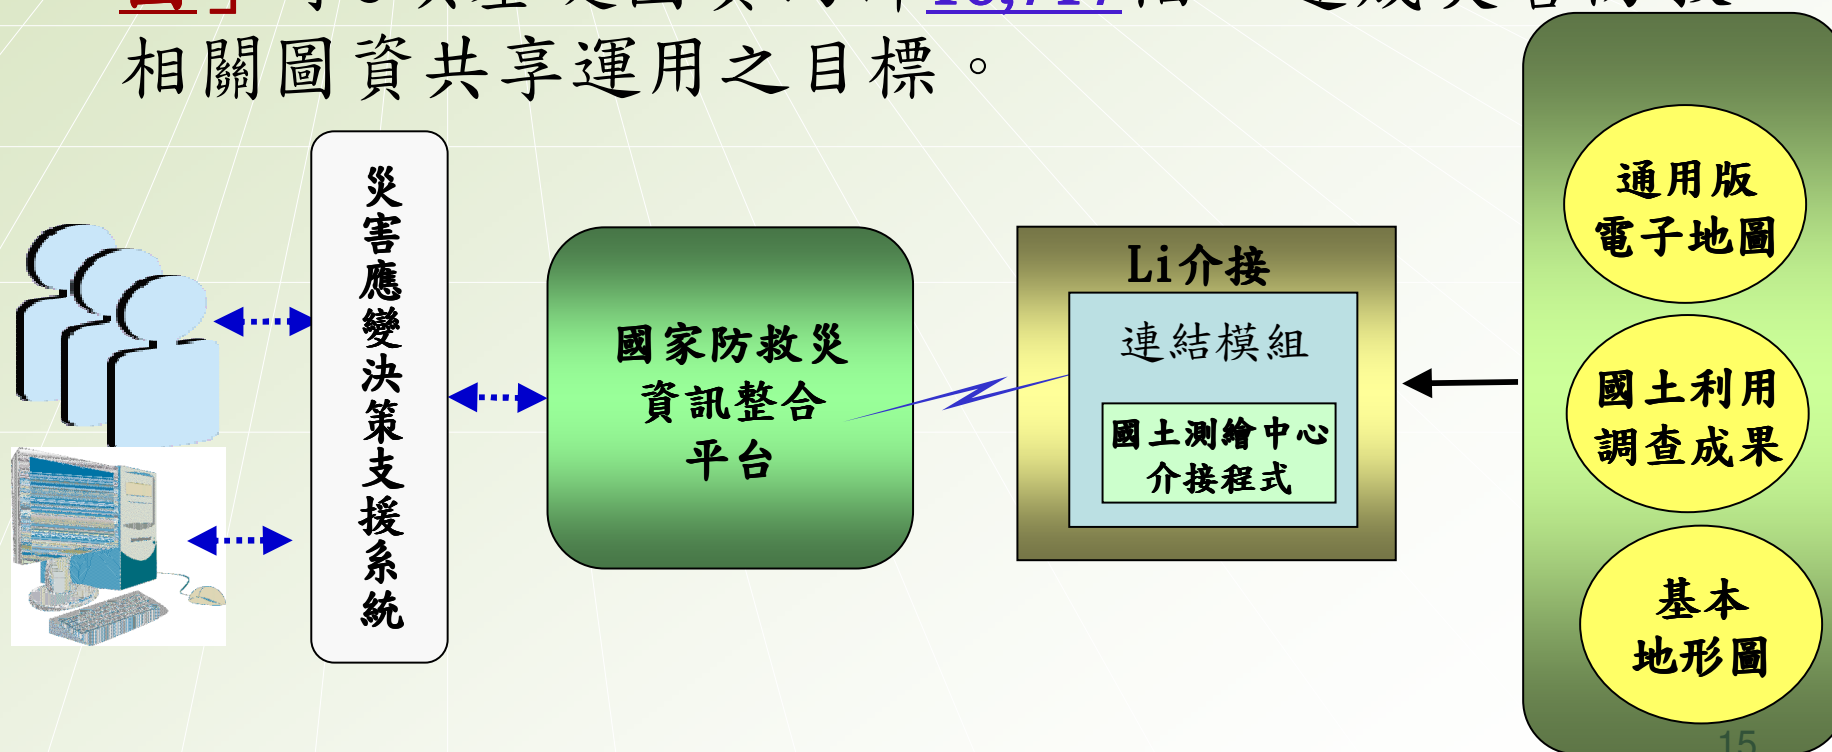 相關圖資共享運用之目標。
災害應變決策支援系統
國家防救災
資訊整合
平台
Li介接
連結模組
國土測繪中心
介接程式
通用版
電子地圖
國土利用
調查成果
基本
地形圖
15